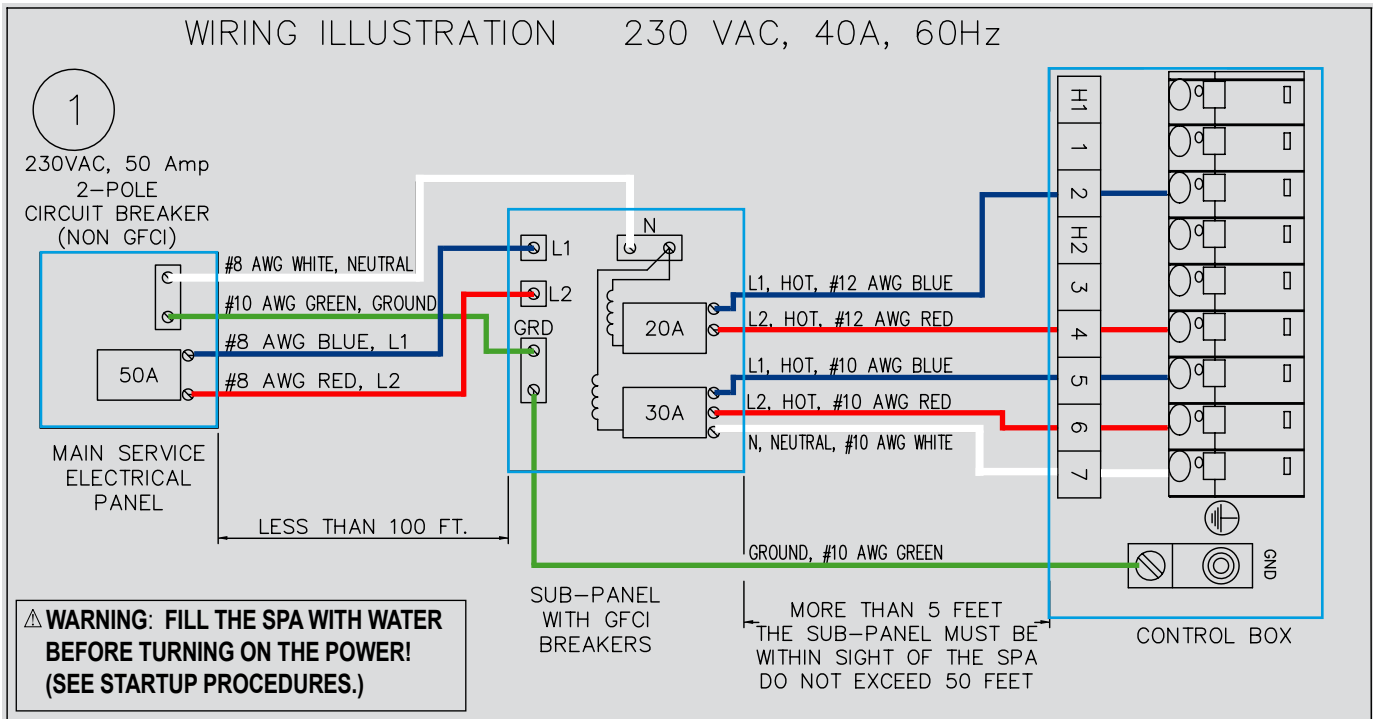 WIRING ILLUSTRATION 230 VAC, 40A, 60Hz
1
230VAC, 50 Amp
2-POLE
CIRCUIT BREAKER
(NON GFCI)
#8 AWG WHITE, NEUTRAL
#10 AWG GREEN, GROUND
#8 AWG BLUE, L1
#8 AWG RED, L2
50A
MAIN SERVICE
ELECTRICAL
PANEL
LESS THAN 100 FT.
L1
L2
GRD
N
20A
30A
SUB-PANEL
WITH GFCI
BREAKERS
L1, HOT, #12 AWG BLUE
L2, HOT, #12 AWG RED
L1, HOT, #10 AWG BLUE
L2, HOT, #10 AWG RED
N, NEUTRAL, #10 AWG WHITE
GROUND, #10 AWG GREEN
MORE THAN 5 FEET
THE SUB-PANEL MUST BE
WITHIN SIGHT OF THE SPA
DO NOT EXCEED 50 FEET
H1
1
2
H2
3
4
5
6
7
GND
CONTROL BOX
⚠ WARNING: FILL THE SPA WITH WATER
BEFORE TURNING ON THE POWER!
(SEE STARTUP PROCEDURES.)